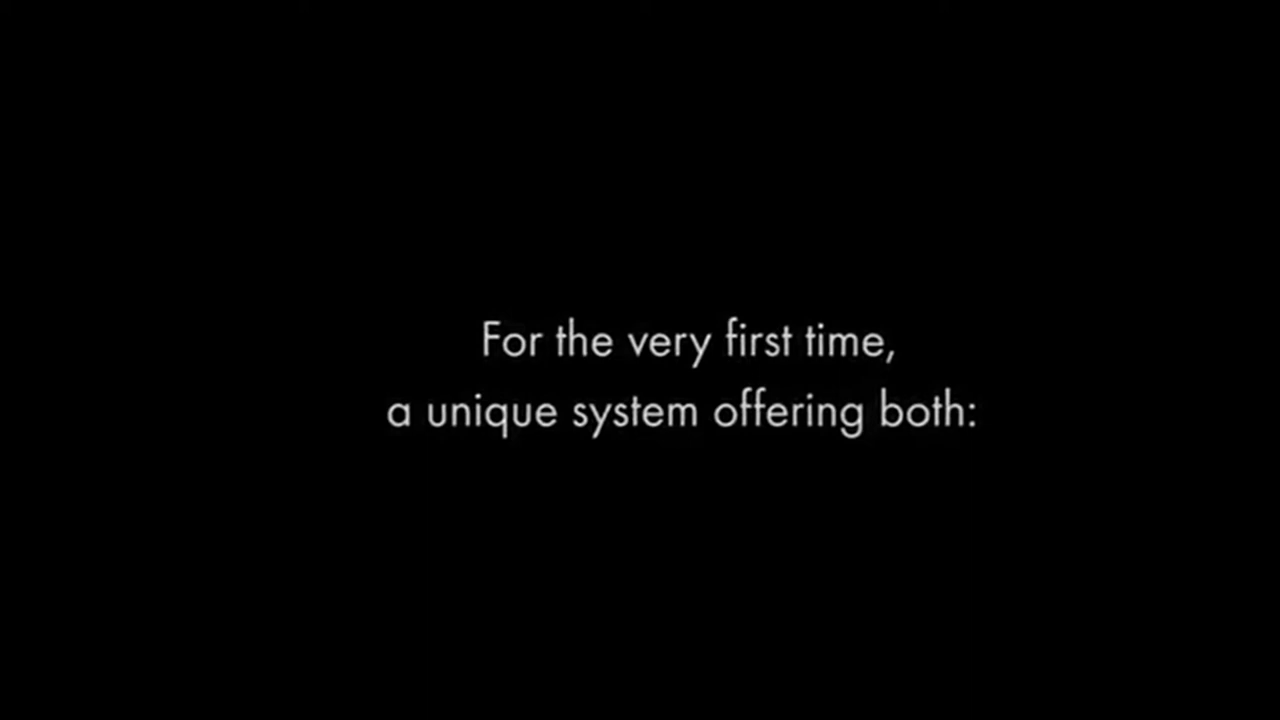 For the very first time,
a unique system offering both: